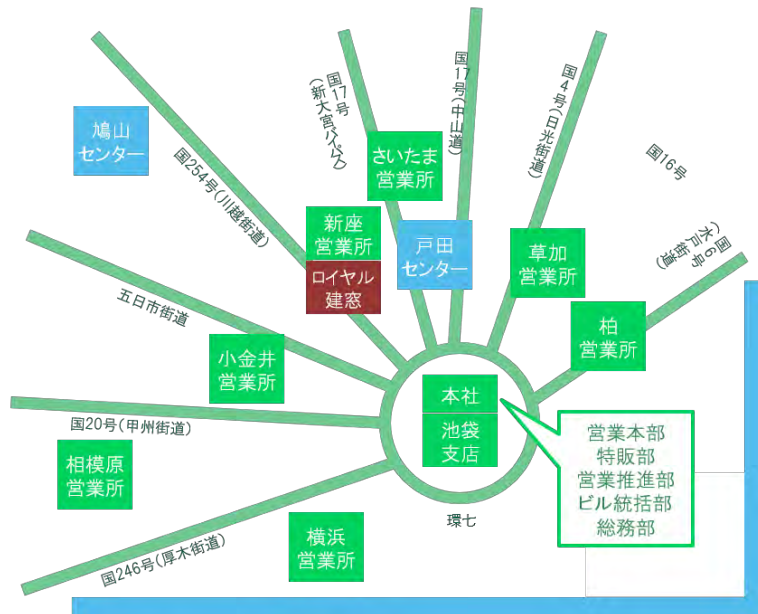 国17号
(新大宮バイパス)
国17号(中山道)
国4号(日光街道)
国16号
国6号
(水戸街道)
鳩山
センター
国254号(川越街道)
さいたま
営業所
新座
営業所
ロイヤル
建窓
戸田
センター
草加
営業所
柏
営業所
五日市街道
小金井
営業所
国20号(甲州街道)
相模原
営業所
国246号(厚木街道)
横浜
営業所
本社
池袋
支店
環七
営業本部
特販部
営業推進部
ビル統括部
総務部